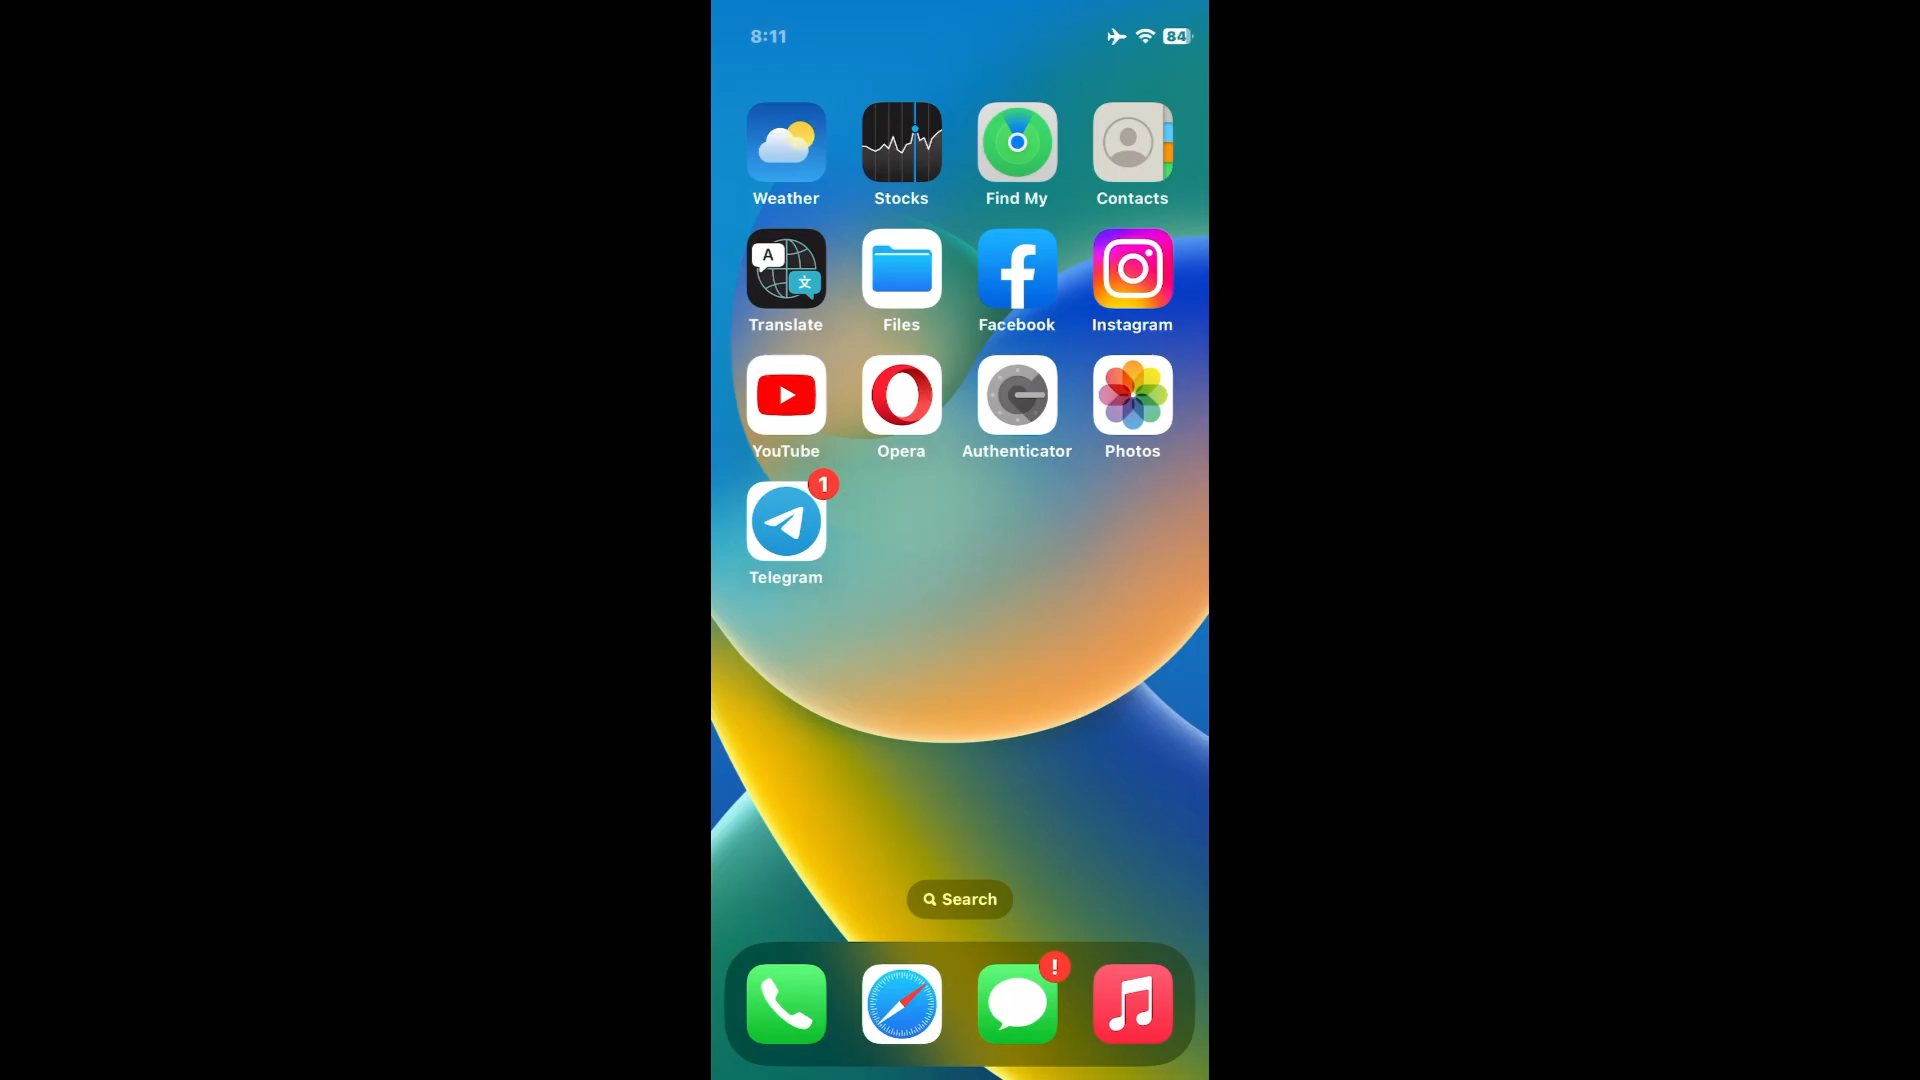 8:11
84
Weather
Stocks
Find My
Contacts
A
文
Translate
Files
Facebook
Instagram
YouTube
Opera
Authenticator
Photos
1
Telegram
Search
!